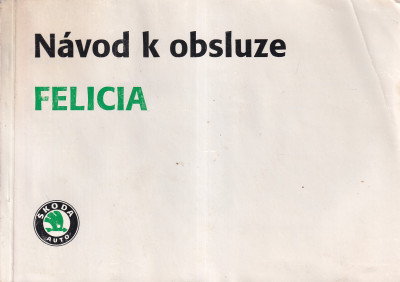 Návod k obsluze
FELICIA
ŠKODA
AUTO